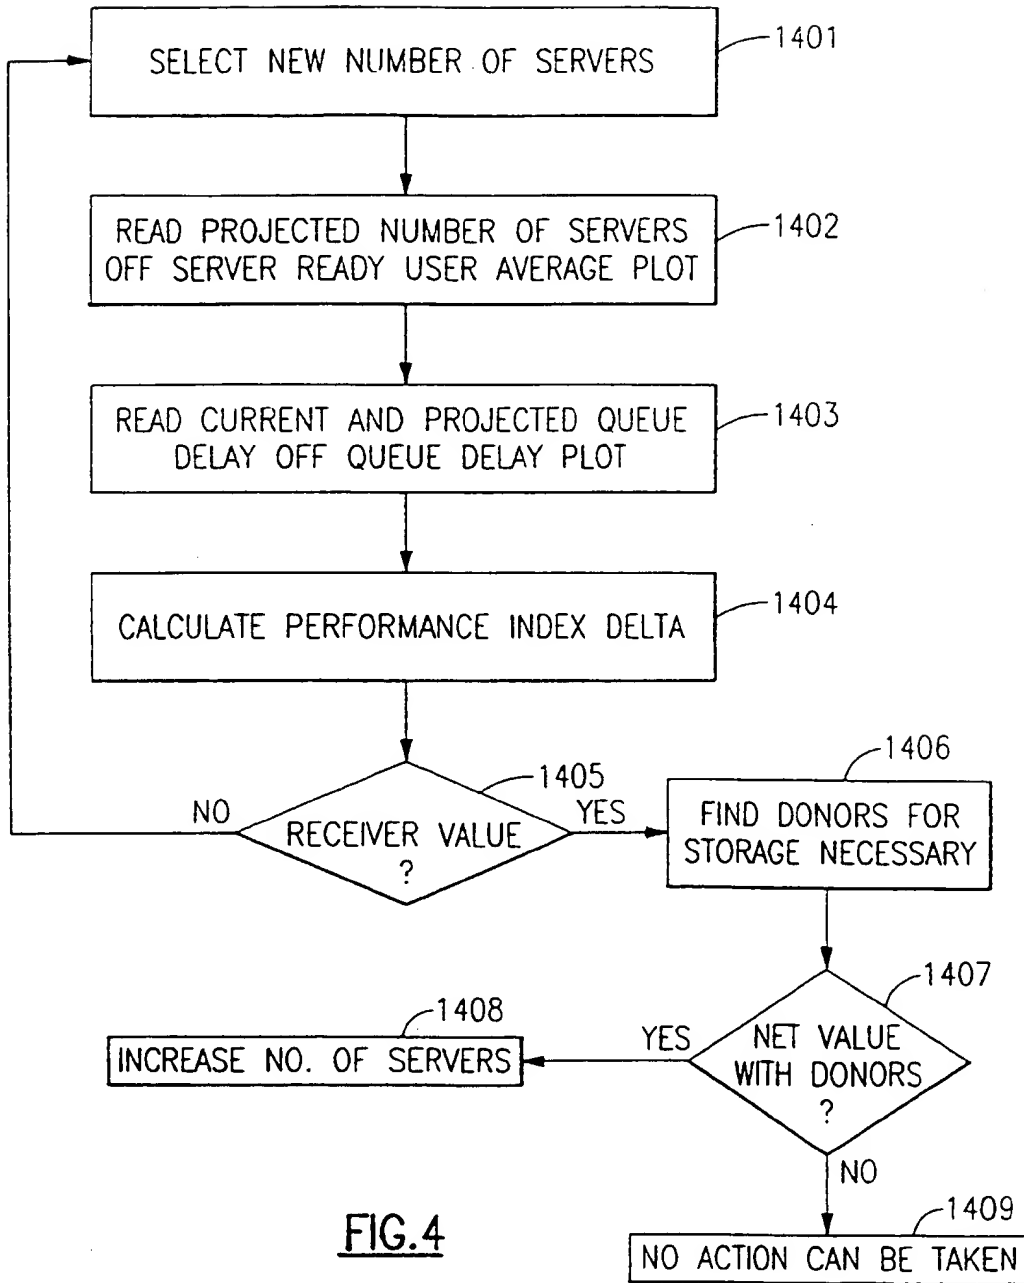 1401
SELECT NEW NUMBER OF SERVERS
1402
READ PROJECTED NUMBER OF SERVERS
OFF SERVER READY USER AVERAGE PLOT
1403
READ CURRENT AND PROJECTED QUEUE
DELAY OFF QUEUE DELAY PLOT
1404
CALCULATE PERFORMANCE INDEX DELTA
1405
NO
RECEIVER VALUE
?
YES
1406
FIND DONORS FOR
STORAGE NECESSARY
1407
NET VALUE
WITH DONORS
?
YES
1408
INCREASE NO. OF SERVERS
NO
1409
NO ACTION CAN BE TAKEN
FIG.4